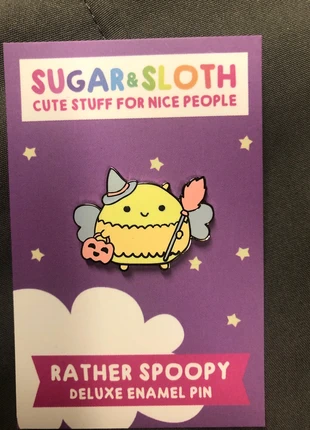 SUGAR & SLOTH
CUTE STUFF FOR NICE PEOPLE
RATHER SPOOPY
DELUXE ENAMEL PIN